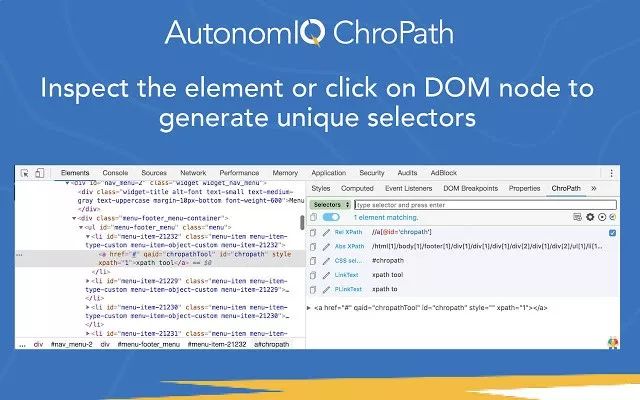 AutonomIQ ChroPath
Inspect the element or click on DOM node to
generate unique selectors
Elements Console Sources Network Performance Memory Application Security Audits AdBlock
<div id="nav_menu-2" class="widget widget_nav_menu">
<div class="widget-title alt-font text-small text-medium-
gray text-uppercase margin-10px-bottom font-weight-600">Menu
</div>
<div class="menu-footer_menu-container">
<ul id="menu-footer_menu" class="menu">
<li id="menu-item-21232" class="menu-item menu-item-
type-custom menu-item-object-custom menu-item-21232">
<a href="#" qaid="chropathTool" id="chropath" style
xpath="1">xpath tool</a> == $0
</li>
<li id="menu-item-21229" class="menu-item menu-item-
type-custom menu-item-object-custom menu-item-21229">…
</li>
<li id="menu-item-21230" class="menu-item menu-item-
type-custom menu-item-object-custom menu-item-21230">…
</li>
<li id="menu-item-21231" class="menu-item menu-item-
… div #nav_menu-2 div #menu-footer_menu #menu-item-21232 a#chropath
Styles Computed Event Listeners DOM Breakpoints Properties ChroPath »
Selectors type selector and press enter
1 element matching.
Rel XPath //a[@id='chropath']
Abs XPath /html[1]/body[1]/footer[1]/div[1]/div[1]/div[1]/div[2]/div[1]/div[2]/ul[1]/li[1...
CSS sel... #chropath
LinkText xpath tool
PLinkText xpath to
<a href="#" qaid="chropathTool" id="chropath" style="" xpath="1"></a>